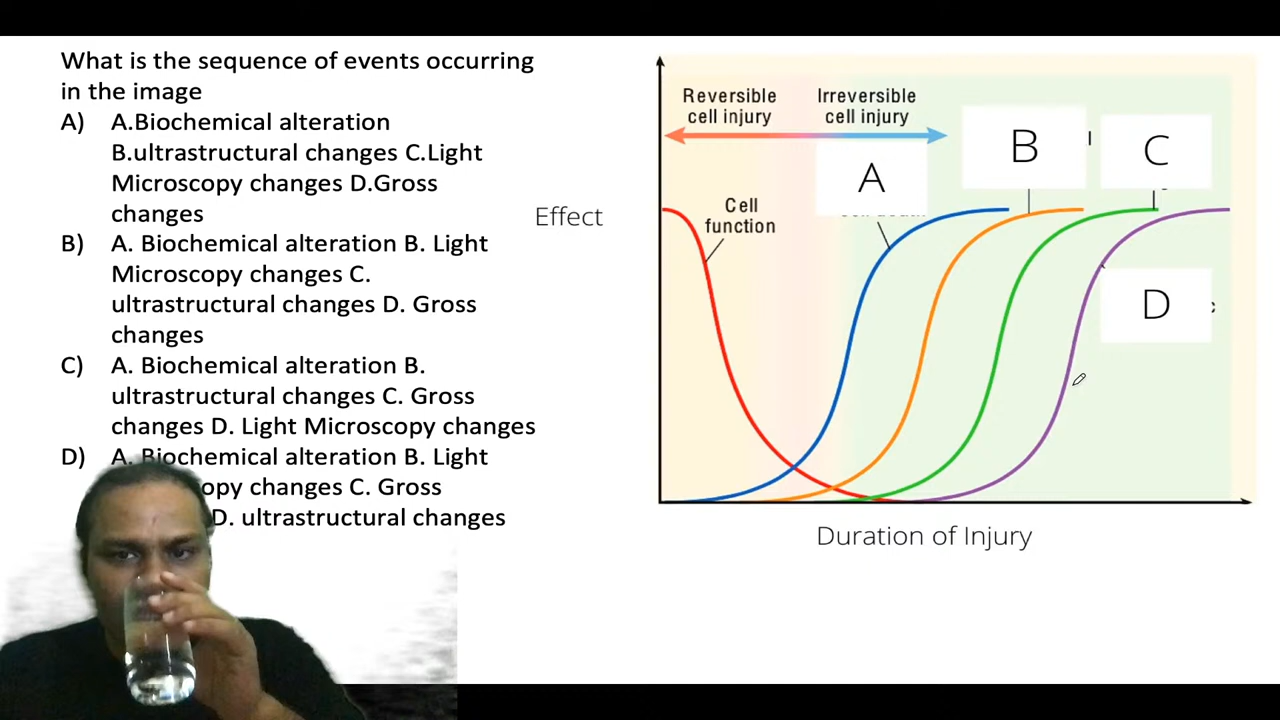 What is the sequence of events occurring
in the image
A) A.Biochemical alteration
B.ultrastructural changes C.Light
Microscopy changes D.Gross
changes
B) A. Biochemical alteration B. Light
Microscopy changes C.
ultrastructural changes D. Gross
changes
C) A. Biochemical alteration B.
ultrastructural changes C. Gross
changes D. Light Microscopy changes
D) A. Biochemical alteration B. Light
C. Gross
D. ultrastructural changes
Effect
Reversible
cell injury
Irreversible
cell injury
A
B
C
Cell
function
D
Duration of Injury